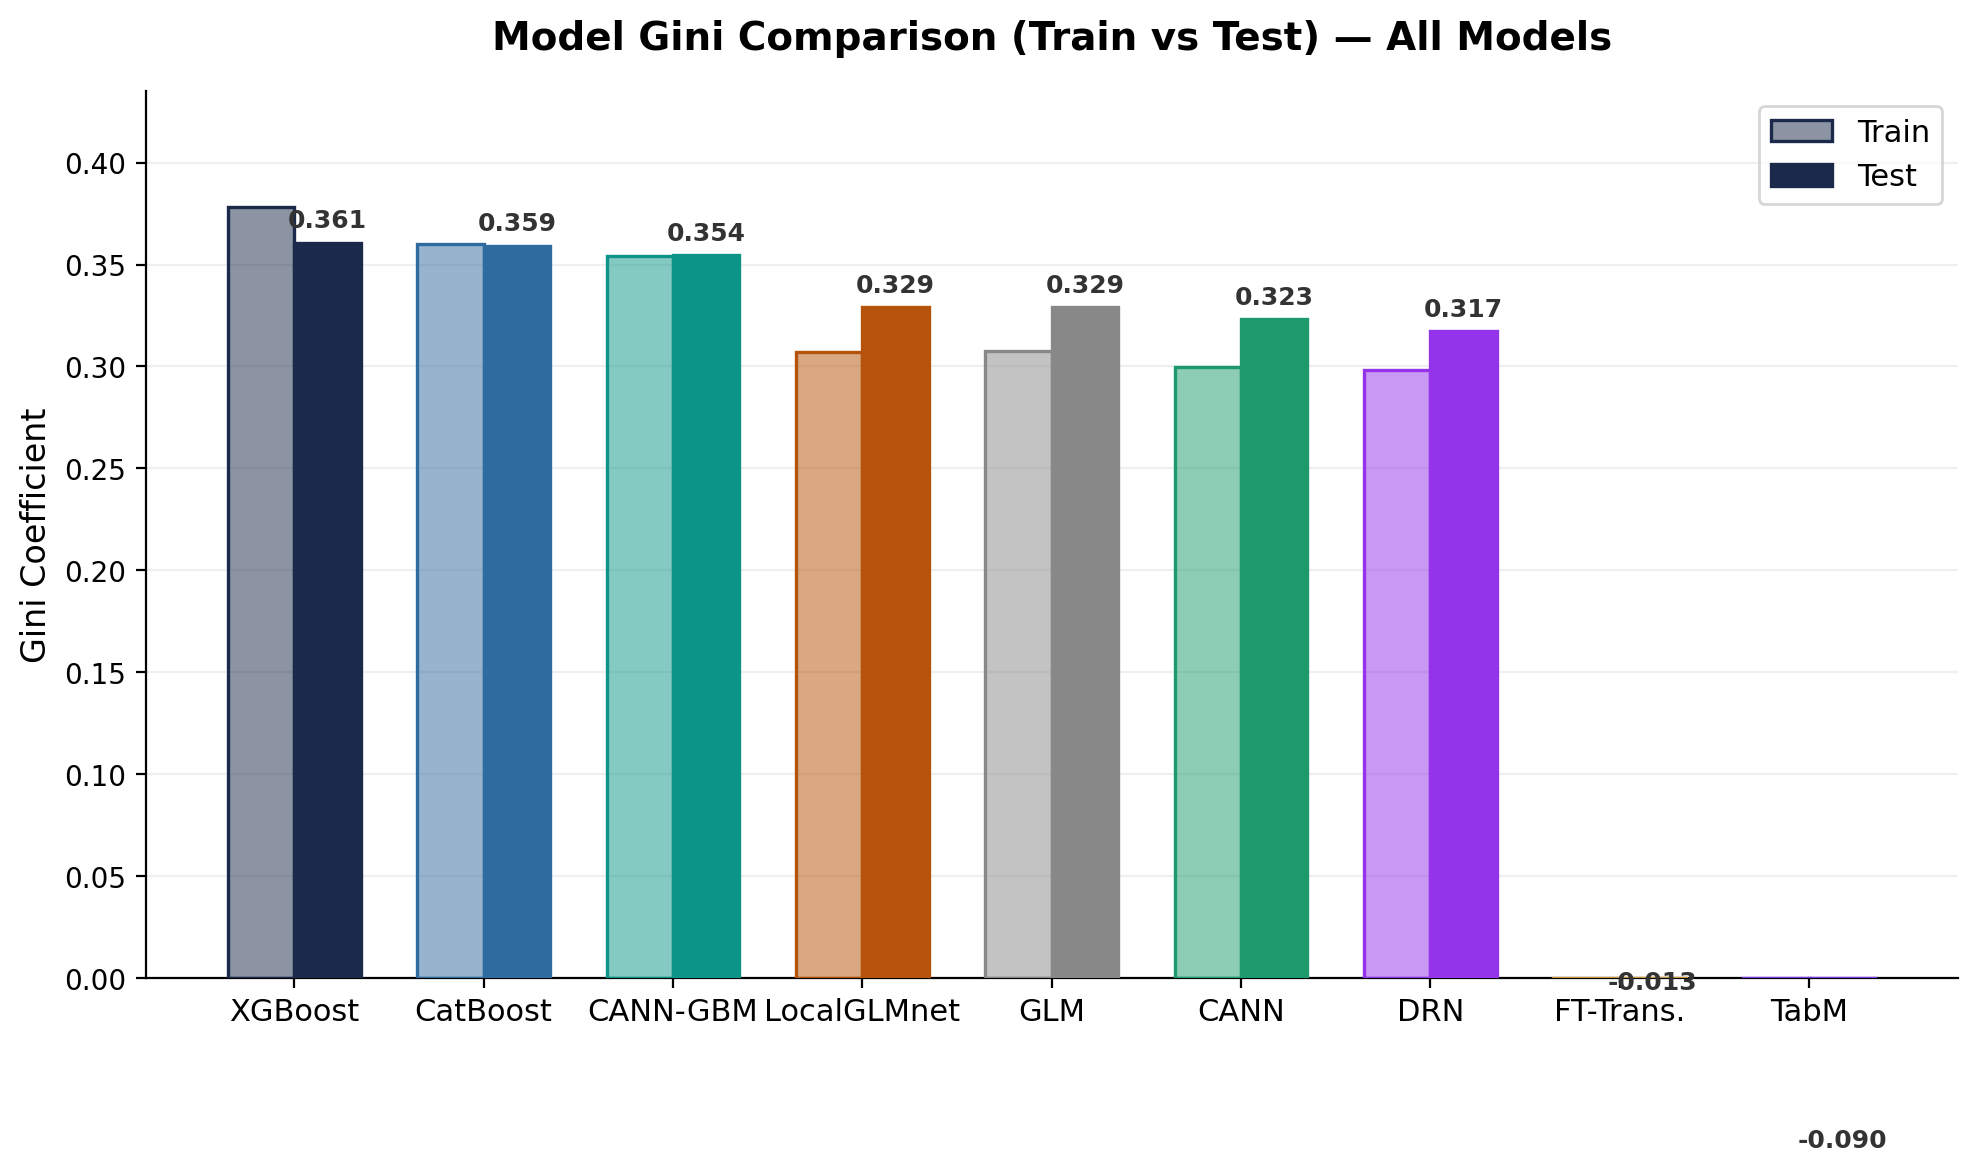 Model Gini Comparison (Train vs Test) — All Models
Train
Test
Gini Coefficient
0.40
0.35
0.30
0.25
0.20
0.15
0.10
0.05
0.00
0.361
0.359
0.354
0.329
0.329
0.323
0.317
-0.013
-0.090
XGBoost
CatBoost
CANN-GBM
LocalGLMnet
GLM
CANN
DRN
FT-Trans.
TabM